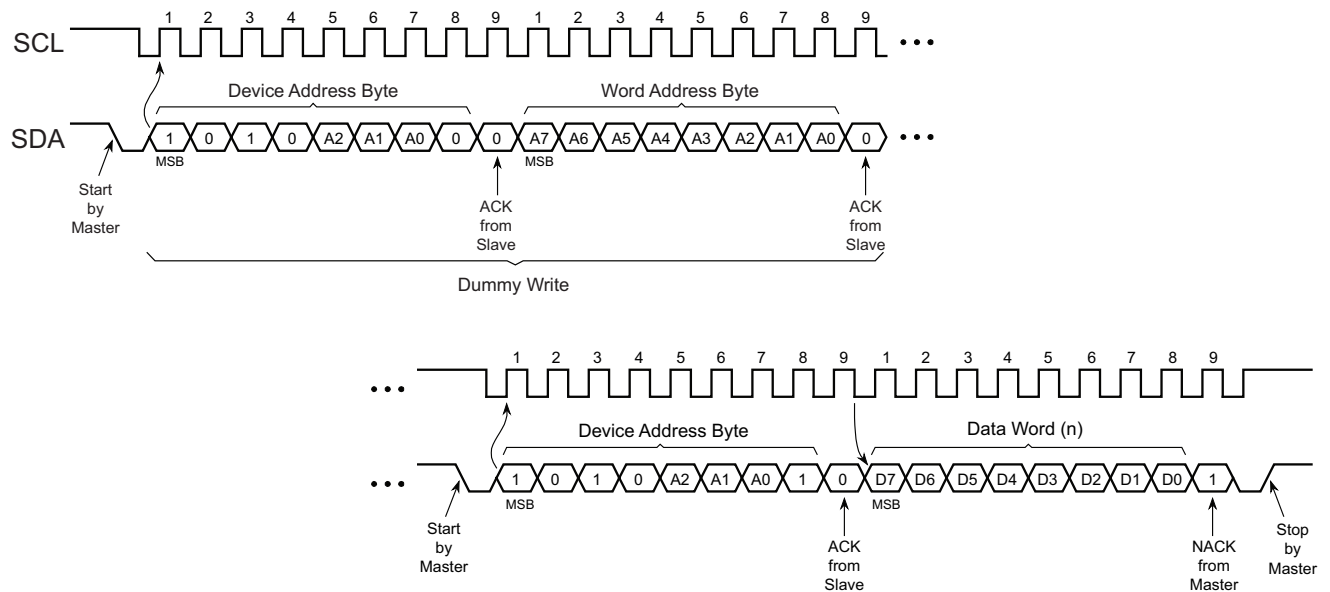 1 2 3 4 5 6 7 8 9 1 2 3 4 5 6 7 8 9
SCL
Device Address Byte Word Address Byte
SDA 1 0 1 0 A2 A1 A0 0 0 A7 A6 A5 A4 A3 A2 A1 A0 0
MSB MSB
Start
by
Master
ACK
from
Slave
ACK
from
Slave
Dummy Write
1 2 3 4 5 6 7 8 9 1 2 3 4 5 6 7 8 9
Device Address Byte Data Word (n)
1 0 1 0 A2 A1 A0 1 0 D7 D6 D5 D4 D3 D2 D1 D0 1
MSB MSB
Start
by
Master
ACK
from
Slave
NACK
from
Master
Stop
by
Master